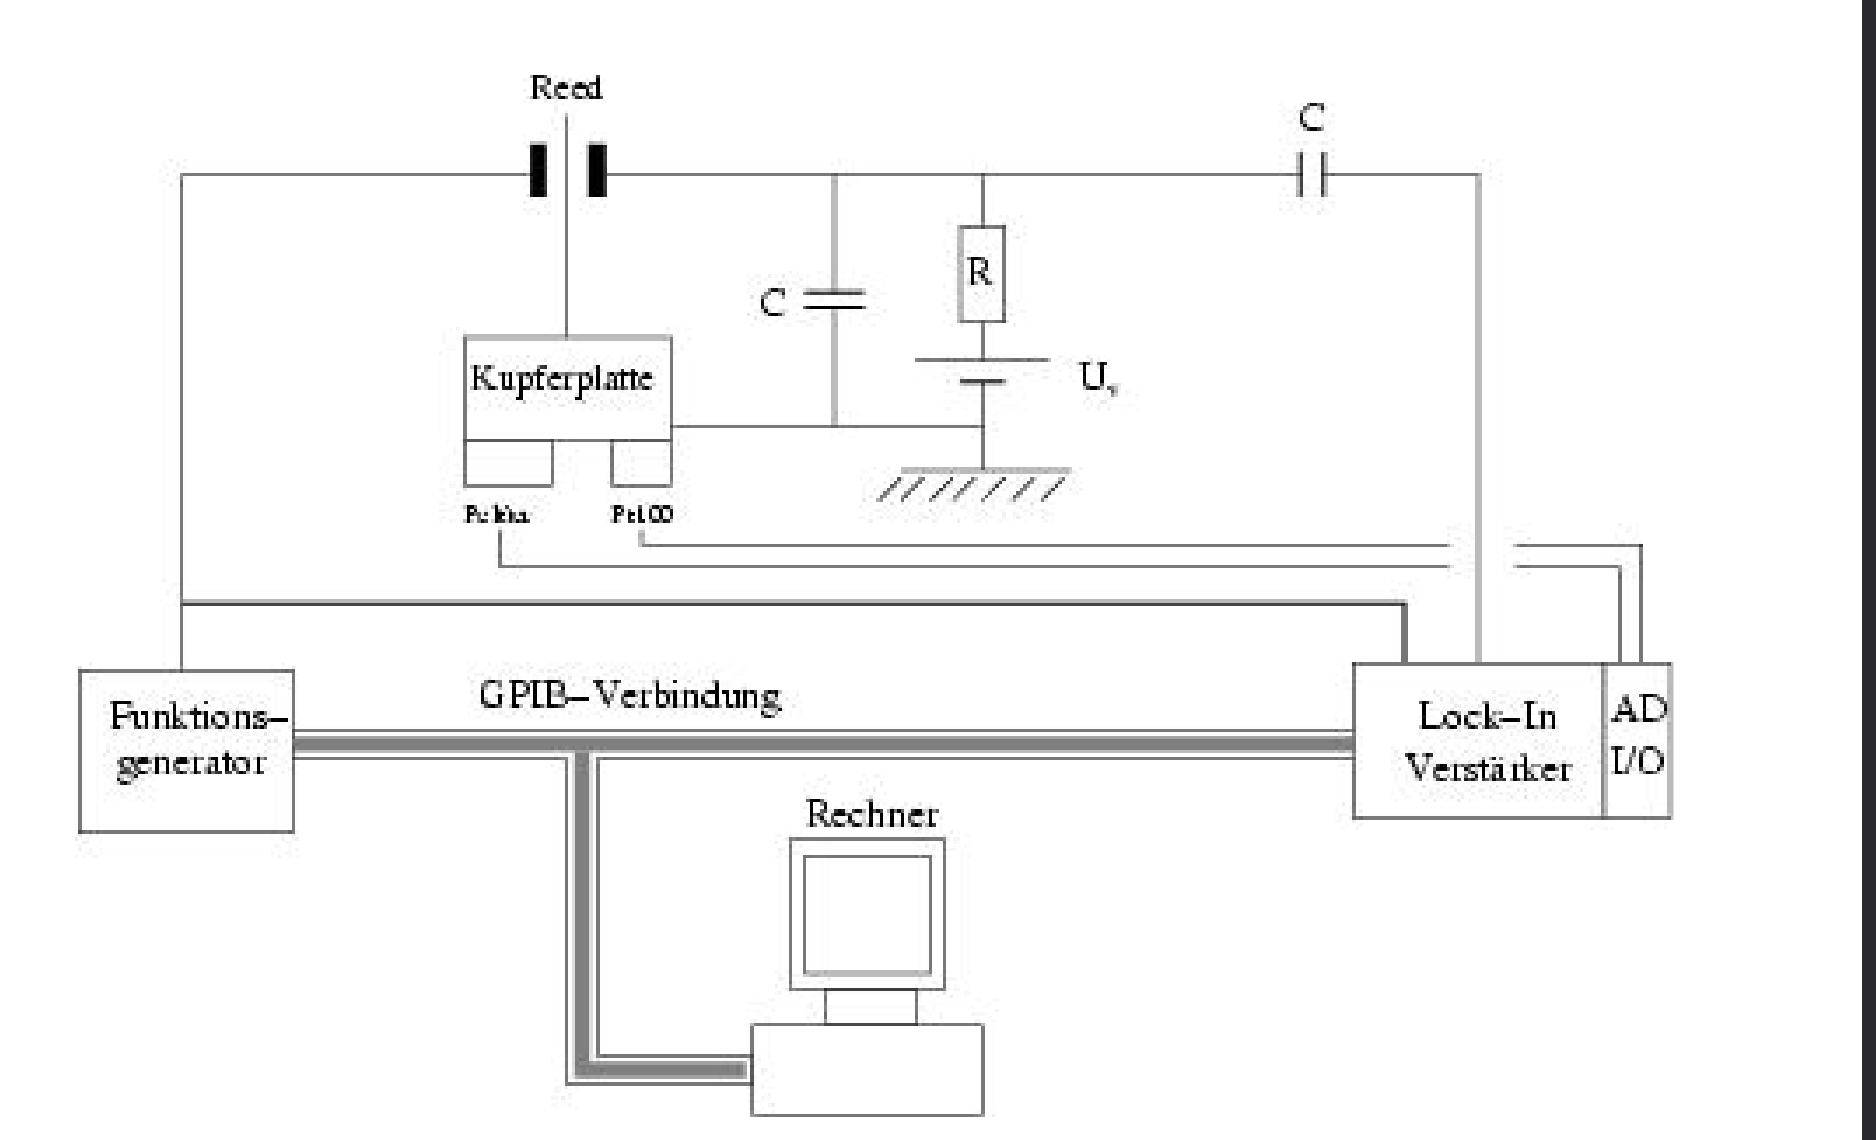 Reed
C
R
C
Kupferplatte
U
Pt100
GPIB–Verbindung
Funktions–
generator
Lock–In
Verstärker
AD
I/O
Rechner